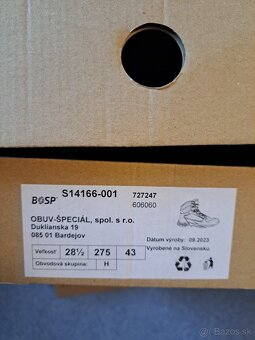 BOSP
S14166-001
727247
606060
OBUV-ŠPECIÁL, spol. s r.o.
Duklianska 19
085 01 Bardejov
Dátum výroby: 09.2023
Vyrobené na Slovensku.
Veľkosť: 28½ 275 43
Obvodová skupina: H
bazos.sk